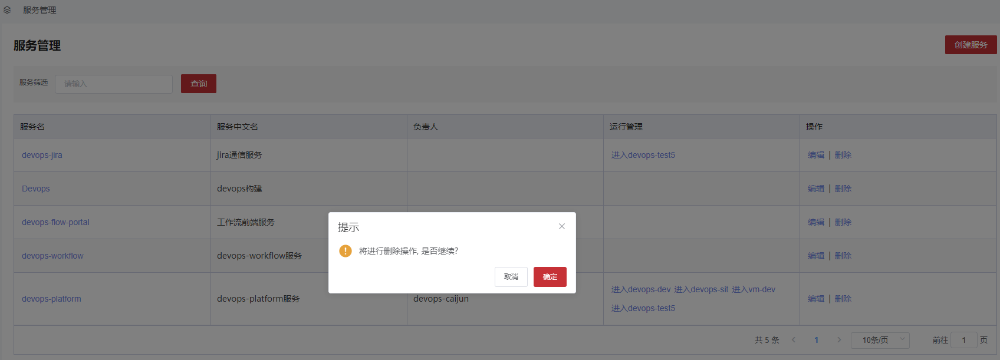 服务管理
服务管理
创建服务
服务筛选 请输入 查询
服务名 服务中文名 负责人 运行管理 操作
devops-jira jira通信服务 进入devops-test5 编辑 | 删除
Devops devops构建 编辑 | 删除
devops-flow-portal 工作流前端服务 编辑 | 删除
devops-workflow devops-workflow服务 编辑 | 删除
devops-platform devops-platform服务 devops-caijun 进入devops-dev 进入devops-sit 进入vm-dev 编辑 | 删除
进入devops-test5
提示
将进行删除操作, 是否继续?
取消 确定
共 5 条 1 10条/页 前往 1 页